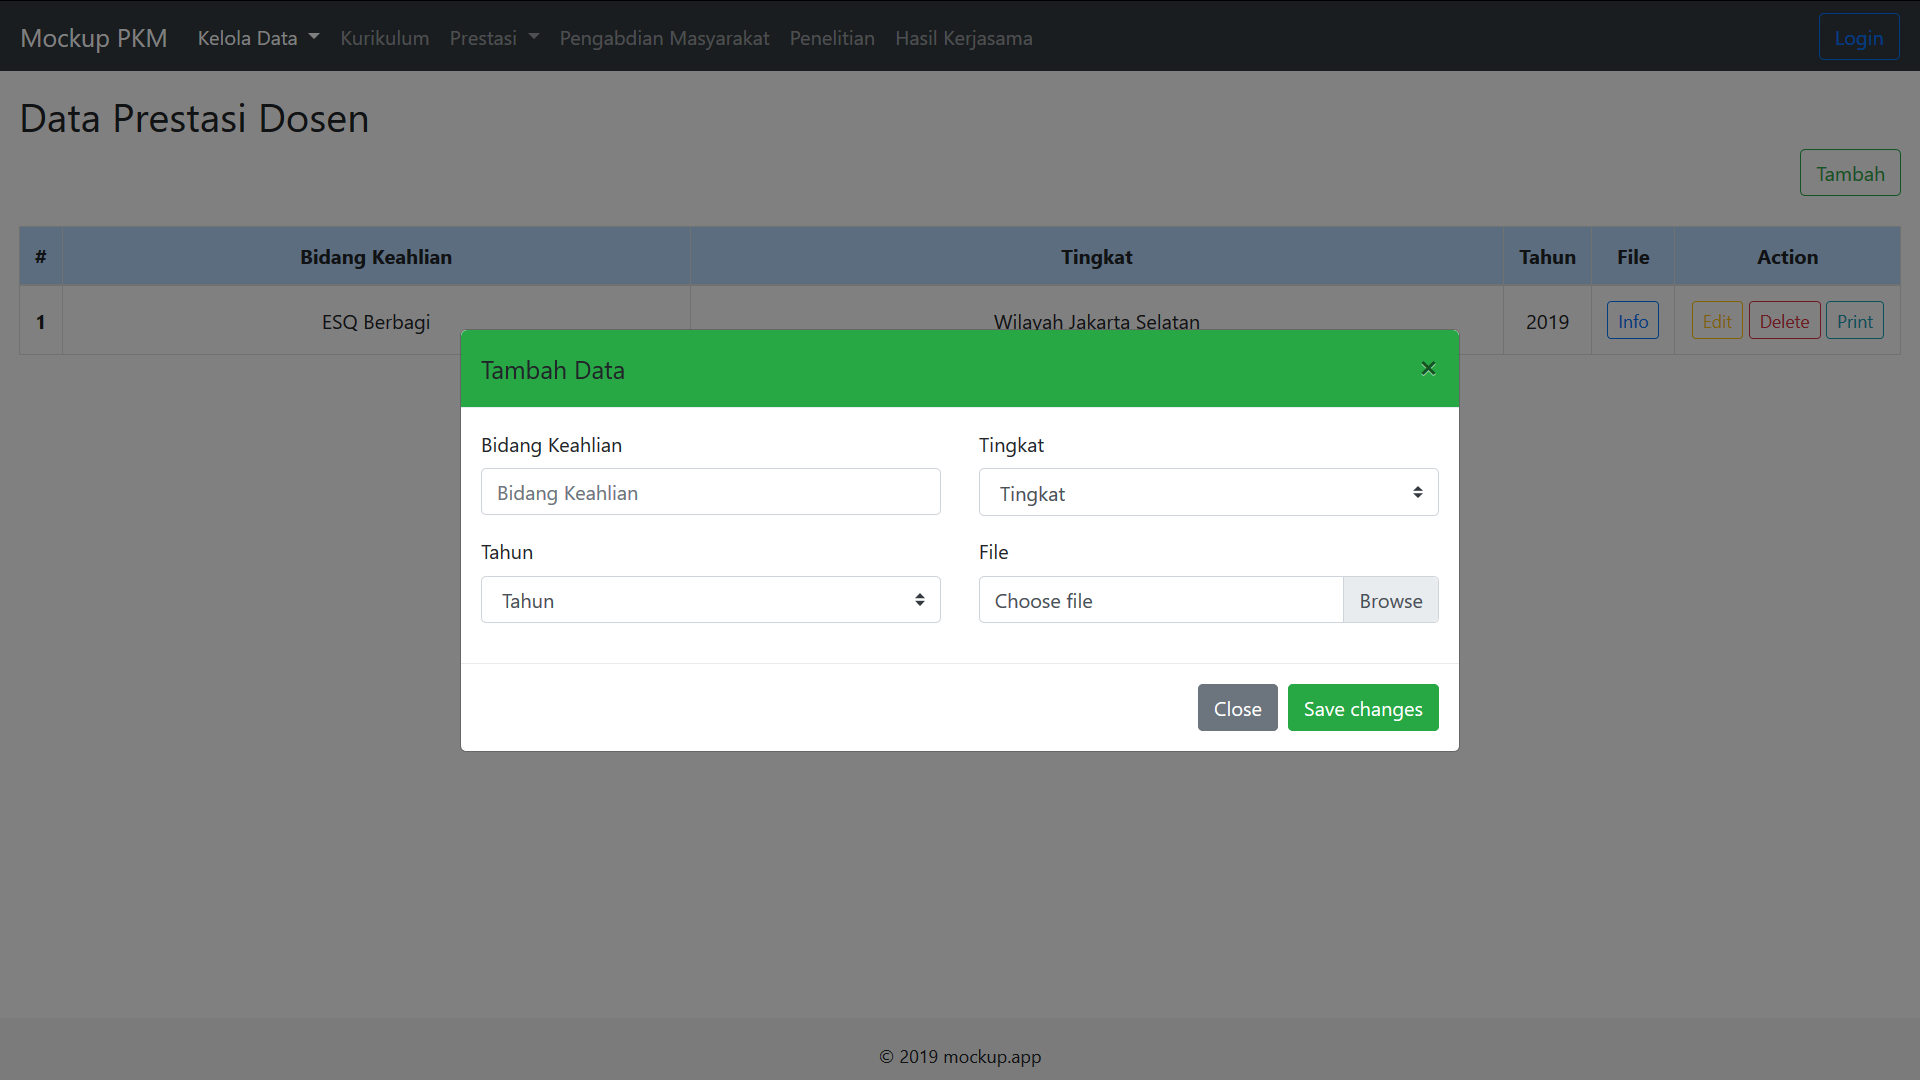 Mockup PKM Kelola Data Kurikulum Prestasi Pengabdian Masyarakat Penelitian Hasil Kerjasama Login
Data Prestasi Dosen
Tambah
# Bidang Keahlian Tingkat Tahun File Action
1 ESQ Berbagi Wilayah Jakarta Selatan 2019 Info Edit Delete Print
Tambah Data ×
Bidang Keahlian Tingkat
Bidang Keahlian Tingkat
Tahun File
Tahun Choose file Browse
Close Save changes
© 2019 mockup.app